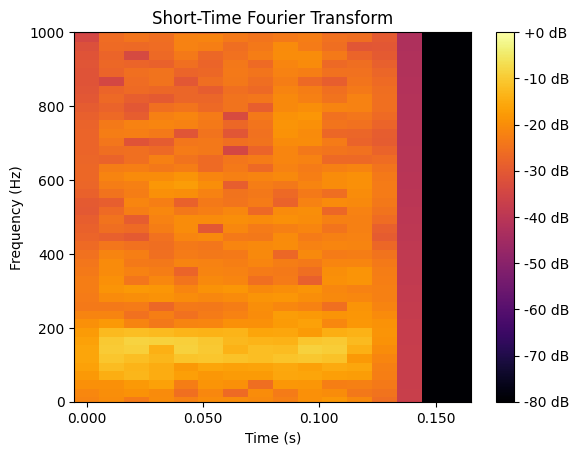 Short-Time Fourier Transform
Frequency (Hz)
1000
800
600
400
200
0
0.000
0.050
0.100
0.150
Time (s)
+0 dB
-10 dB
-20 dB
-30 dB
-40 dB
-50 dB
-60 dB
-70 dB
-80 dB